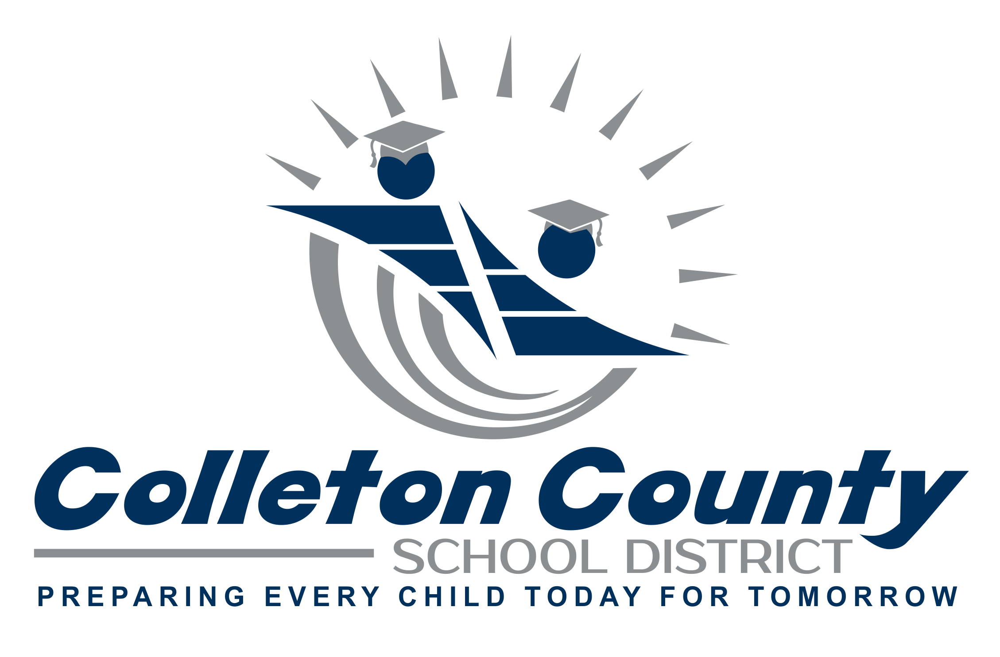 Colleton County
SCHOOL DISTRICT
PREPARING EVERY CHILD TODAY FOR TOMORROW